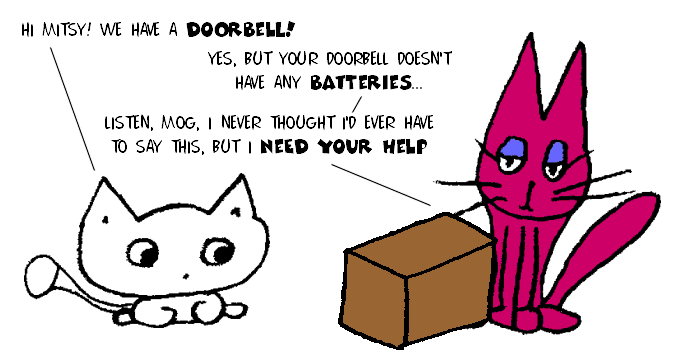 HI MITSY! WE HAVE A DOORBELL!
YES, BUT YOUR DOORBELL DOESN'T
HAVE ANY BATTERIES...
LISTEN, MOG, I NEVER THOUGHT I'D EVER HAVE
TO SAY THIS, BUT I NEED YOUR HELP